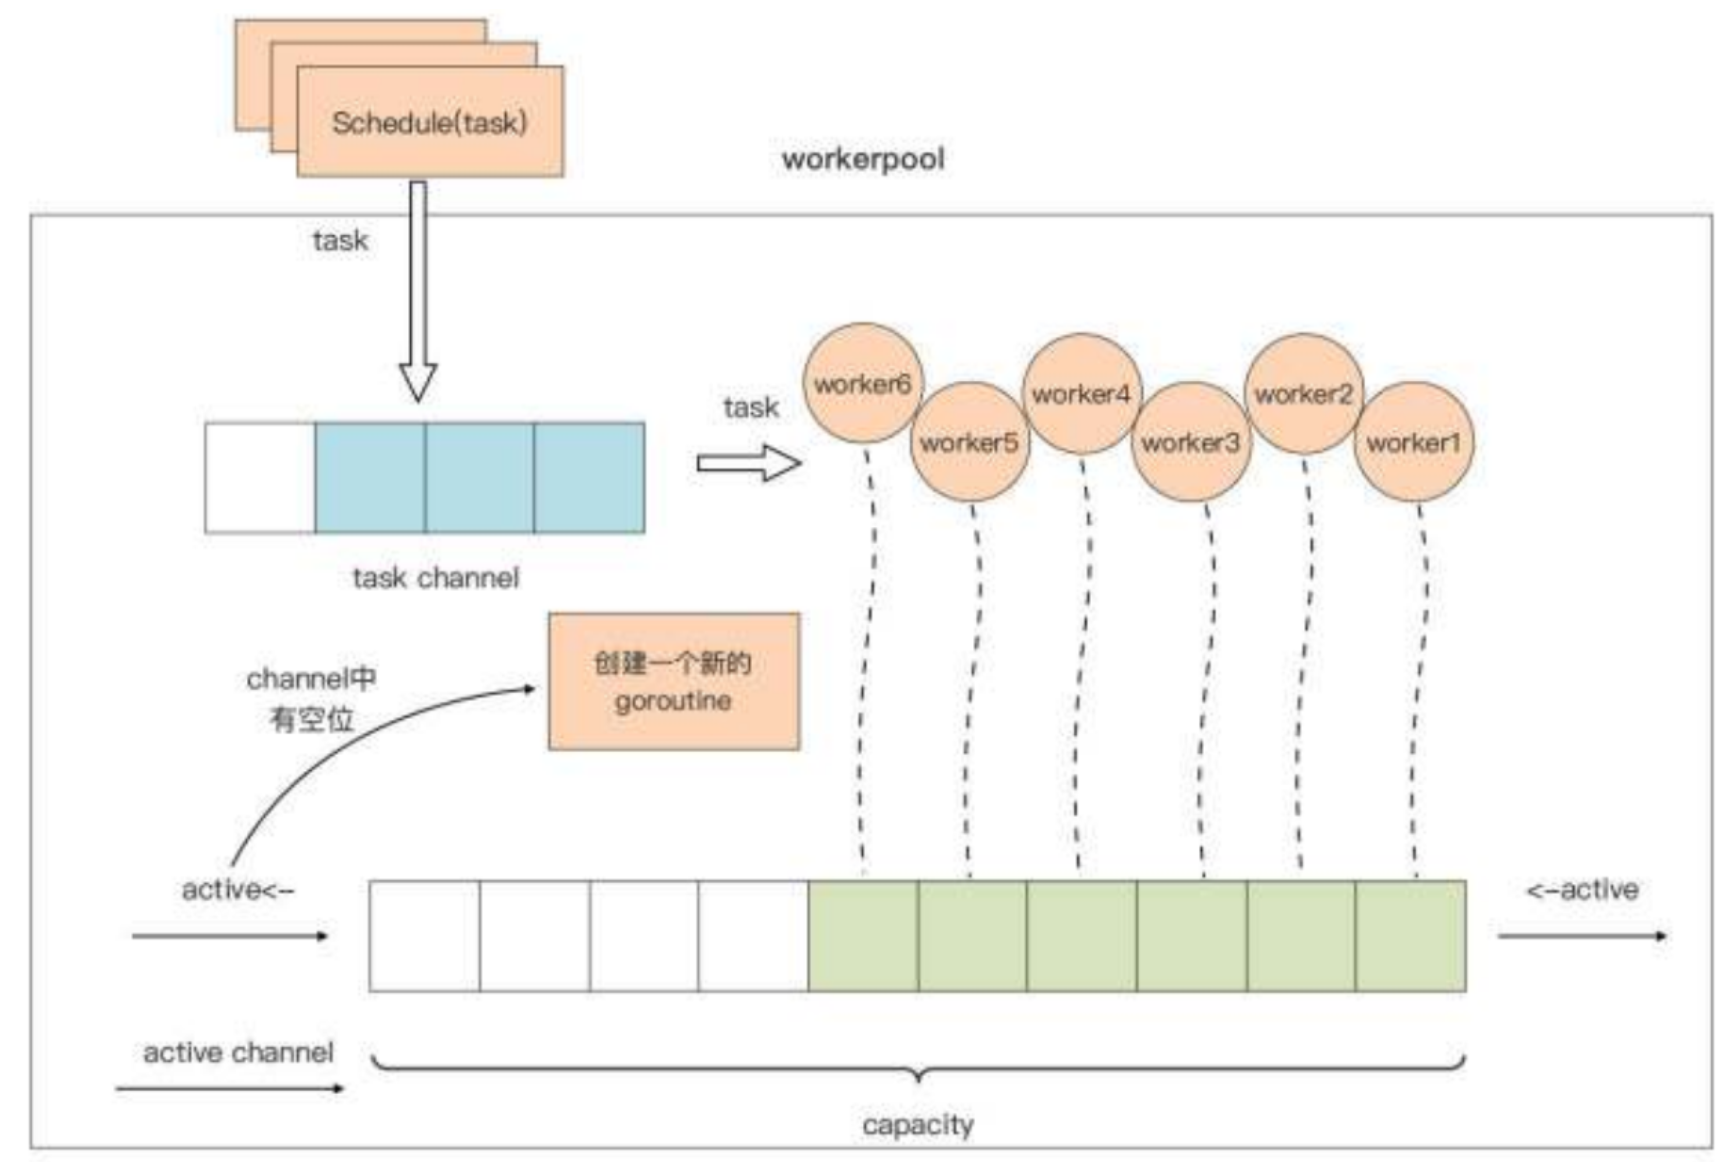 Schedule(task)
workerpool
task
task
worker6
worker5
worker4
worker3
worker2
worker1
task channel
channel中
有空位
创建一个新的
goroutine
active<--
<--active
active channel
capacity